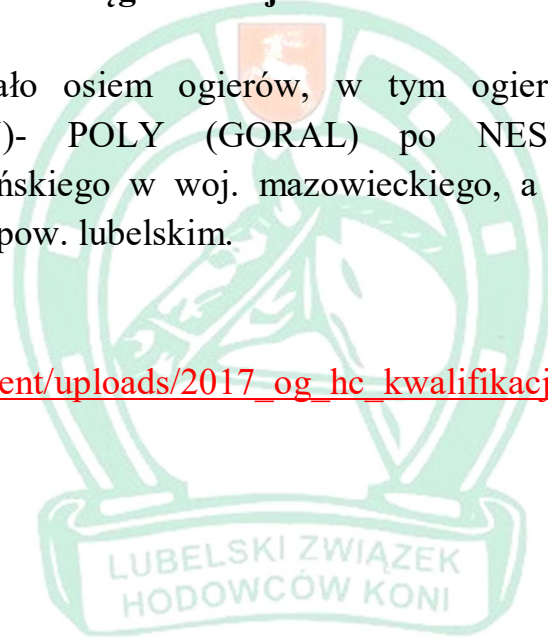 ało osiem ogierów, w tym ogier
)- POLY (GORAL) po NES
ńskiego w woj. mazowieckiego, a
pow. lubelskim.
ent/uploads/2017_og_hc_kwalifikacj
LUBELSKI ZWIĄZEK
HODOWCÓW KONI